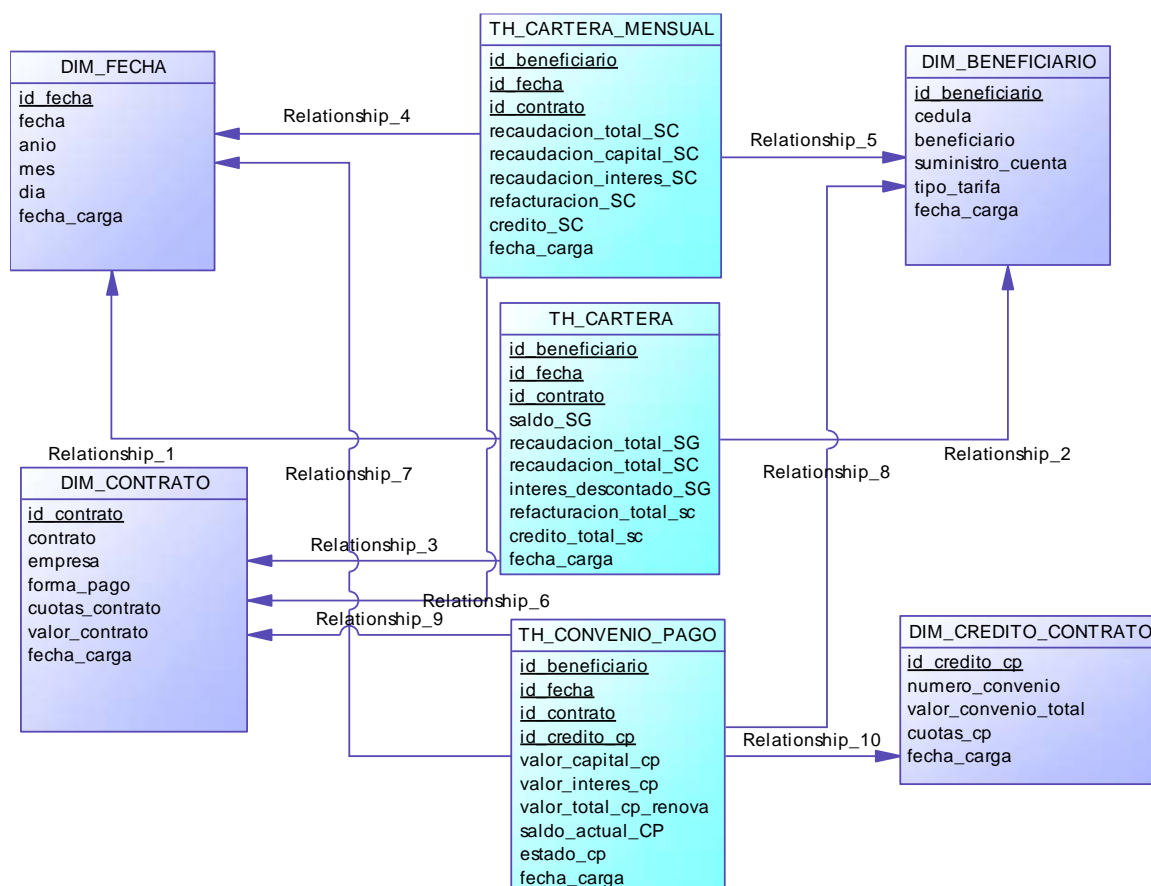 TH_CARTERA_MENSUAL
id_beneficiario
id_fecha
id_contrato
recaudacion_total_SC
recaudacion_capital_SC
recaudacion_interes_SC
refacturacion_SC
credito_SC
fecha_carga
DIM_FECHA
id_fecha
fecha
anio
mes
dia
fecha_carga
DIM_BENEFICIARIO
id_beneficiario
cedula
beneficiario
suministro_cuenta
tipo_tarifa
fecha_carga
Relationship_4
Relationship_5
TH_CARTERA
id_beneficiario
id_fecha
id_contrato
saldo_SG
recaudacion_total_SG
recaudacion_total_SC
interes_descontado_SG
refacturacion_total_sc
credito_total_sc
fecha_carga
Relationship_1
Relationship_7
Relationship_8
Relationship_2
DIM_CONTRATO
id_contrato
contrato
empresa
forma_pago
cuotas_contrato
valor_contrato
fecha_carga
Relationship_3
Relationship_6
Relationship_9
TH_CONVENIO_PAGO
id_beneficiario
id_fecha
id_contrato
id_credito_cp
valor_capital_cp
valor_interes_cp
valor_total_cp_renova
saldo_actual_CP
estado_cp
fecha_carga
Relationship_10
DIM_CREDITO_CONTRATO
id_credito_cp
numero_convenio
valor_convenio_total
cuotas_cp
fecha_carga